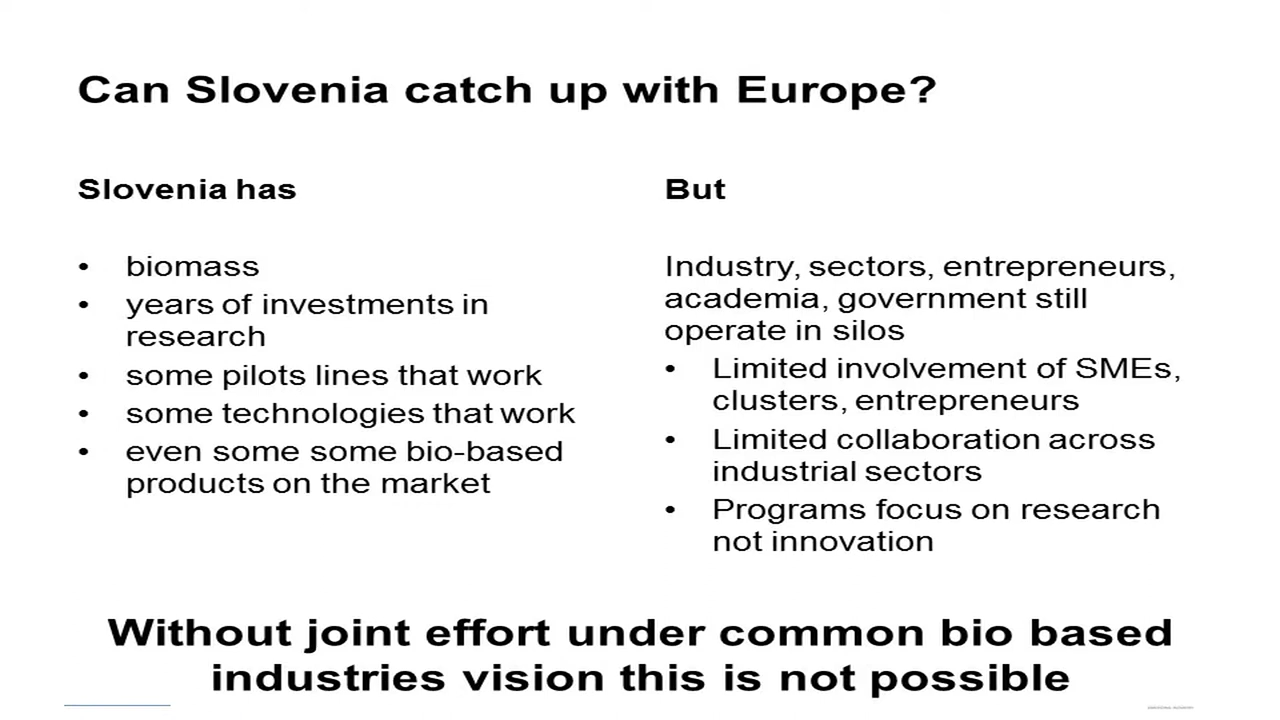 Can Slovenia catch up with Europe?
Slovenia has
• biomass
• years of investments in
research
• some pilots lines that work
• some technologies that work
• even some some bio-based
products on the market
But
Industry, sectors, entrepreneurs,
academia, government still
operate in silos
• Limited involvement of SMEs,
clusters, entrepreneurs
• Limited collaboration across
industrial sectors
• Programs focus on research
not innovation
Without joint effort under common bio based
industries vision this is not possible